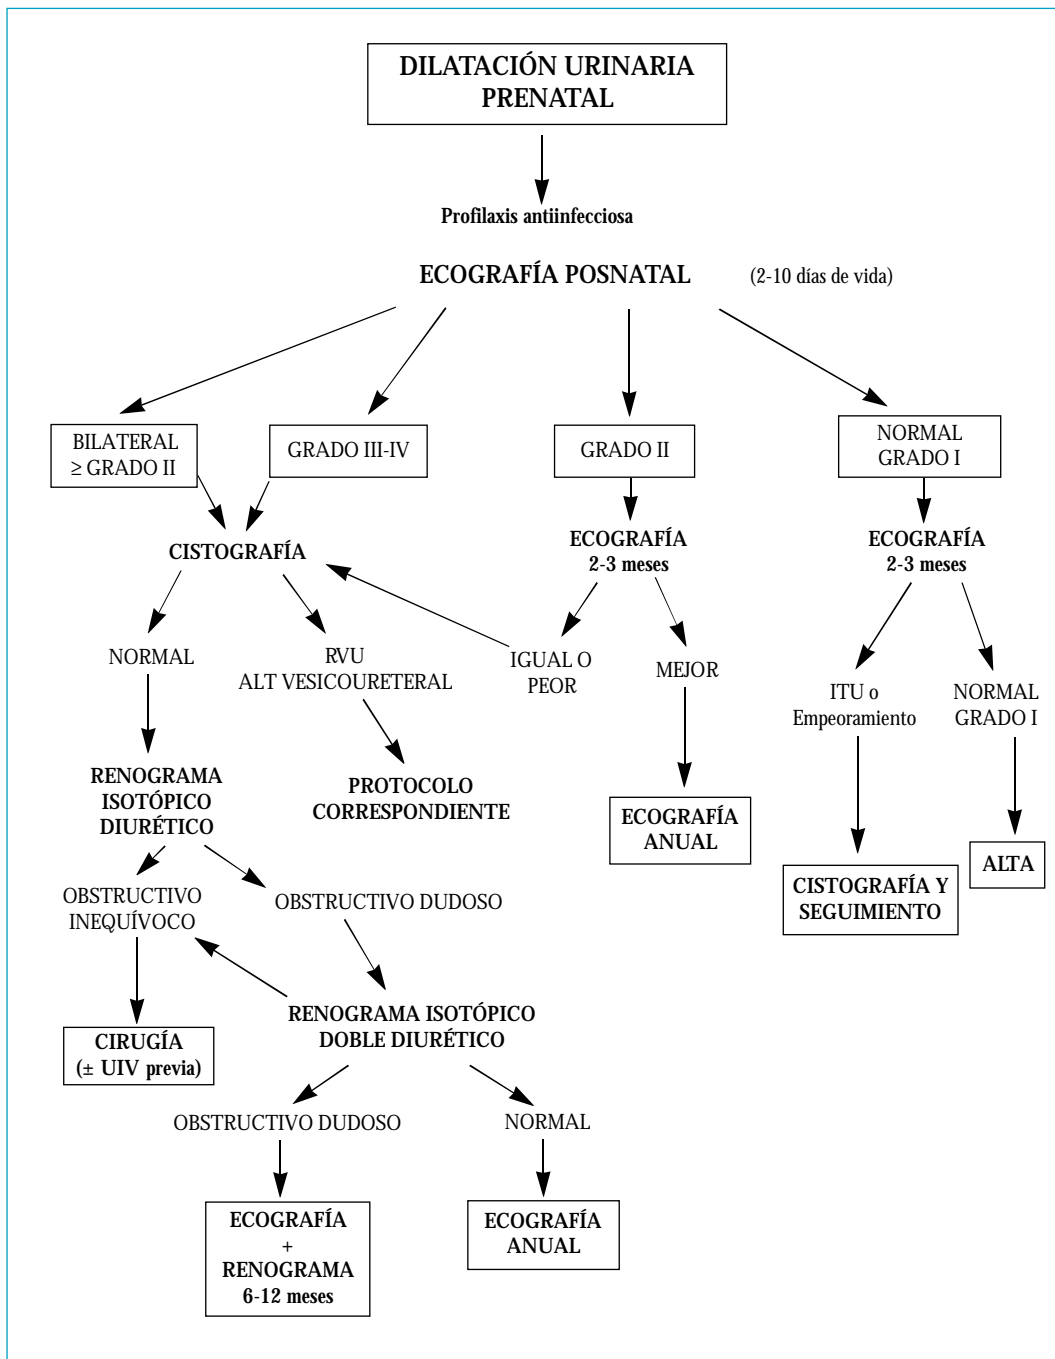 DILATACIÓN URINARIA
PRENATAL
Profilaxis antiinfecciosa
ECOGRAFÍA POSNATAL (2-10 días de vida)
BILATERAL
≥ GRADO II
GRADO III-IV
GRADO II
NORMAL
GRADO I
CISTOGRAFÍA
ECOGRAFÍA
2-3 meses
ECOGRAFÍA
2-3 meses
NORMAL
RVU
ALT VESICOURETERAL
IGUAL O
PEOR
MEJOR
ITU o
Empeoramiento
NORMAL
GRADO I
RENOGRAMA
ISOTÓPICO
DIURÉTICO
PROTOCOLO
CORRESPONDIENTE
ECOGRAFÍA
ANUAL
CISTOGRAFÍA Y
SEGUIMIENTO
ALTA
OBSTRUCTIVO
INEQUÍVOCO
OBSTRUCTIVO DUDOSO
CIRUGÍA
(± UIV previa)
RENOGRAMA ISOTÓPICO
DOBLE DIURÉTICO
OBSTRUCTIVO DUDOSO
NORMAL
ECOGRAFÍA
+
RENOGRAMA
6-12 meses
ECOGRAFÍA
ANUAL